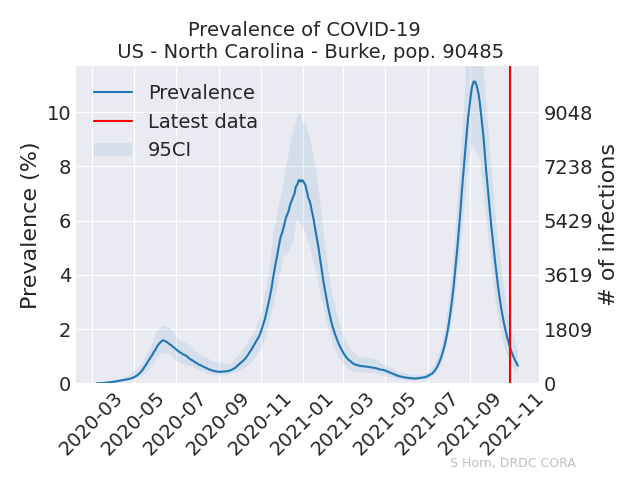 Prevalence of COVID-19
US - North Carolina - Burke, pop. 90485
Prevalence
Latest data
95CI
Prevalence (%)
10
8
6
4
2
0
9048
7238
5429
3619
1809
0
# of infections
2020-03
2020-05
2020-07
2020-09
2020-11
2021-01
2021-03
2021-05
2021-07
2021-09
2021-11
S Horn, DRDC CORA